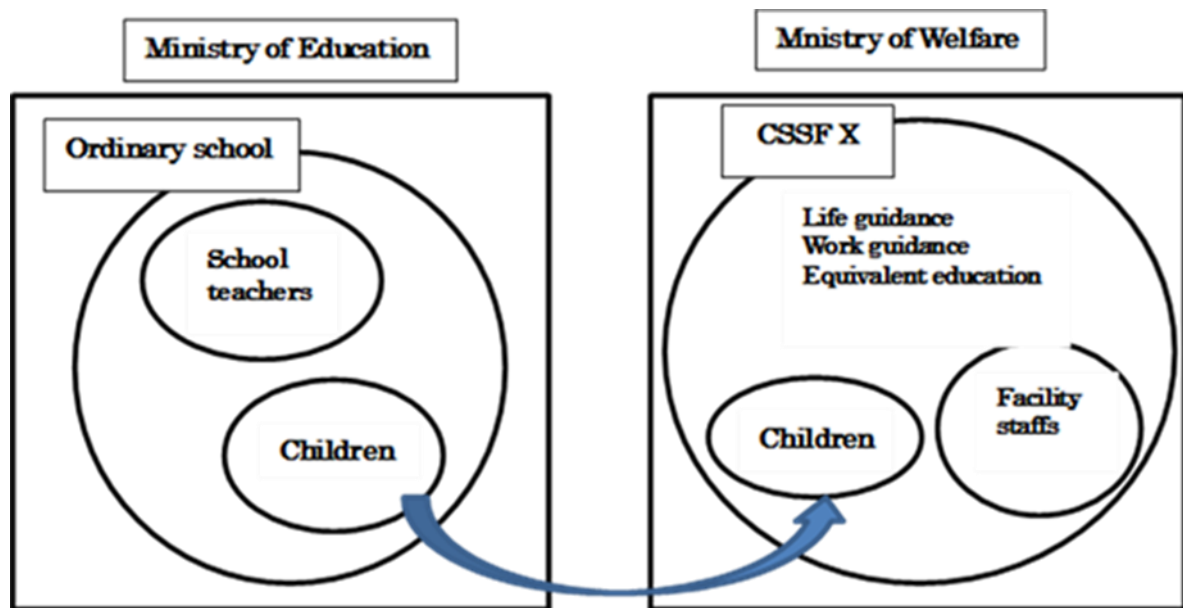 Ministry of Education
Mnistry of Welfare
Ordinary school
School
teachers
Children
CSSF X
Life guidance
Work guidance
Equivalent education
Children
Facility
staffs